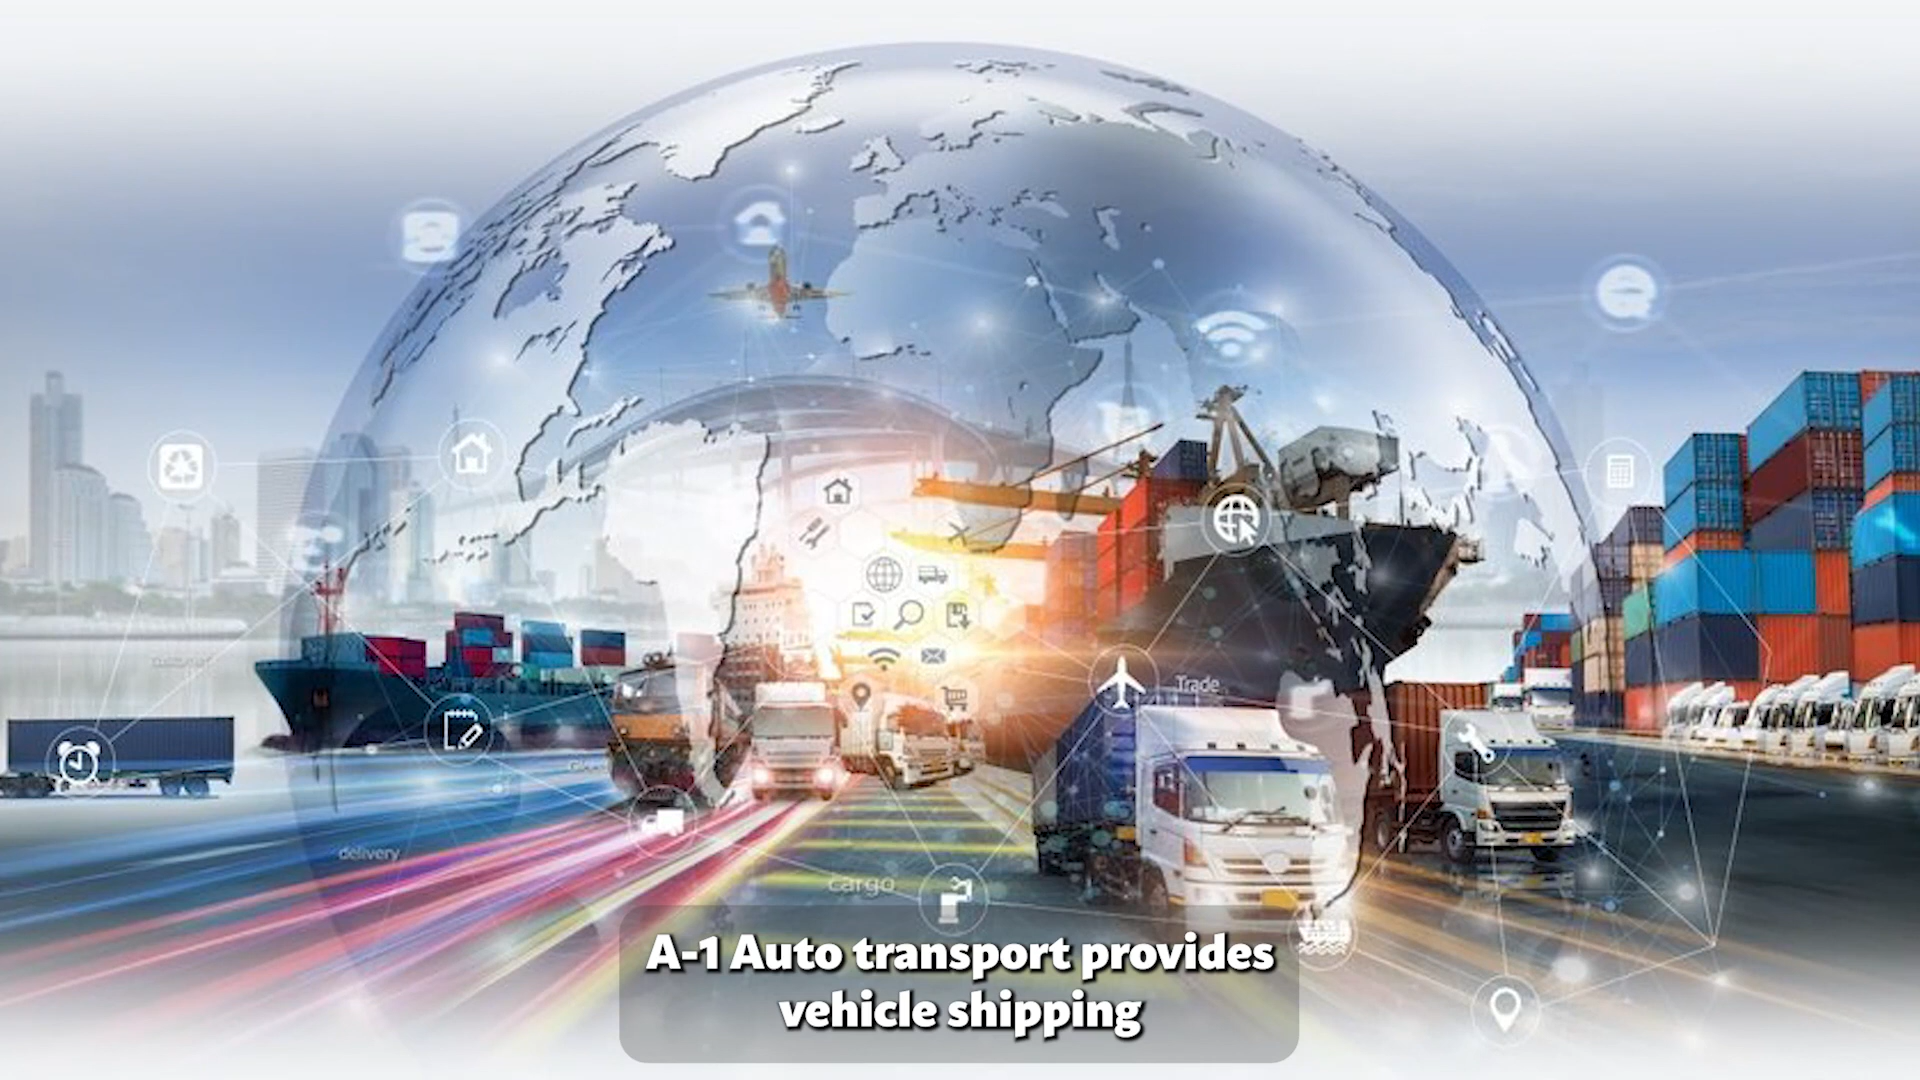 Trade
delivery
cargo
A-1 Auto transport provides
vehicle shipping